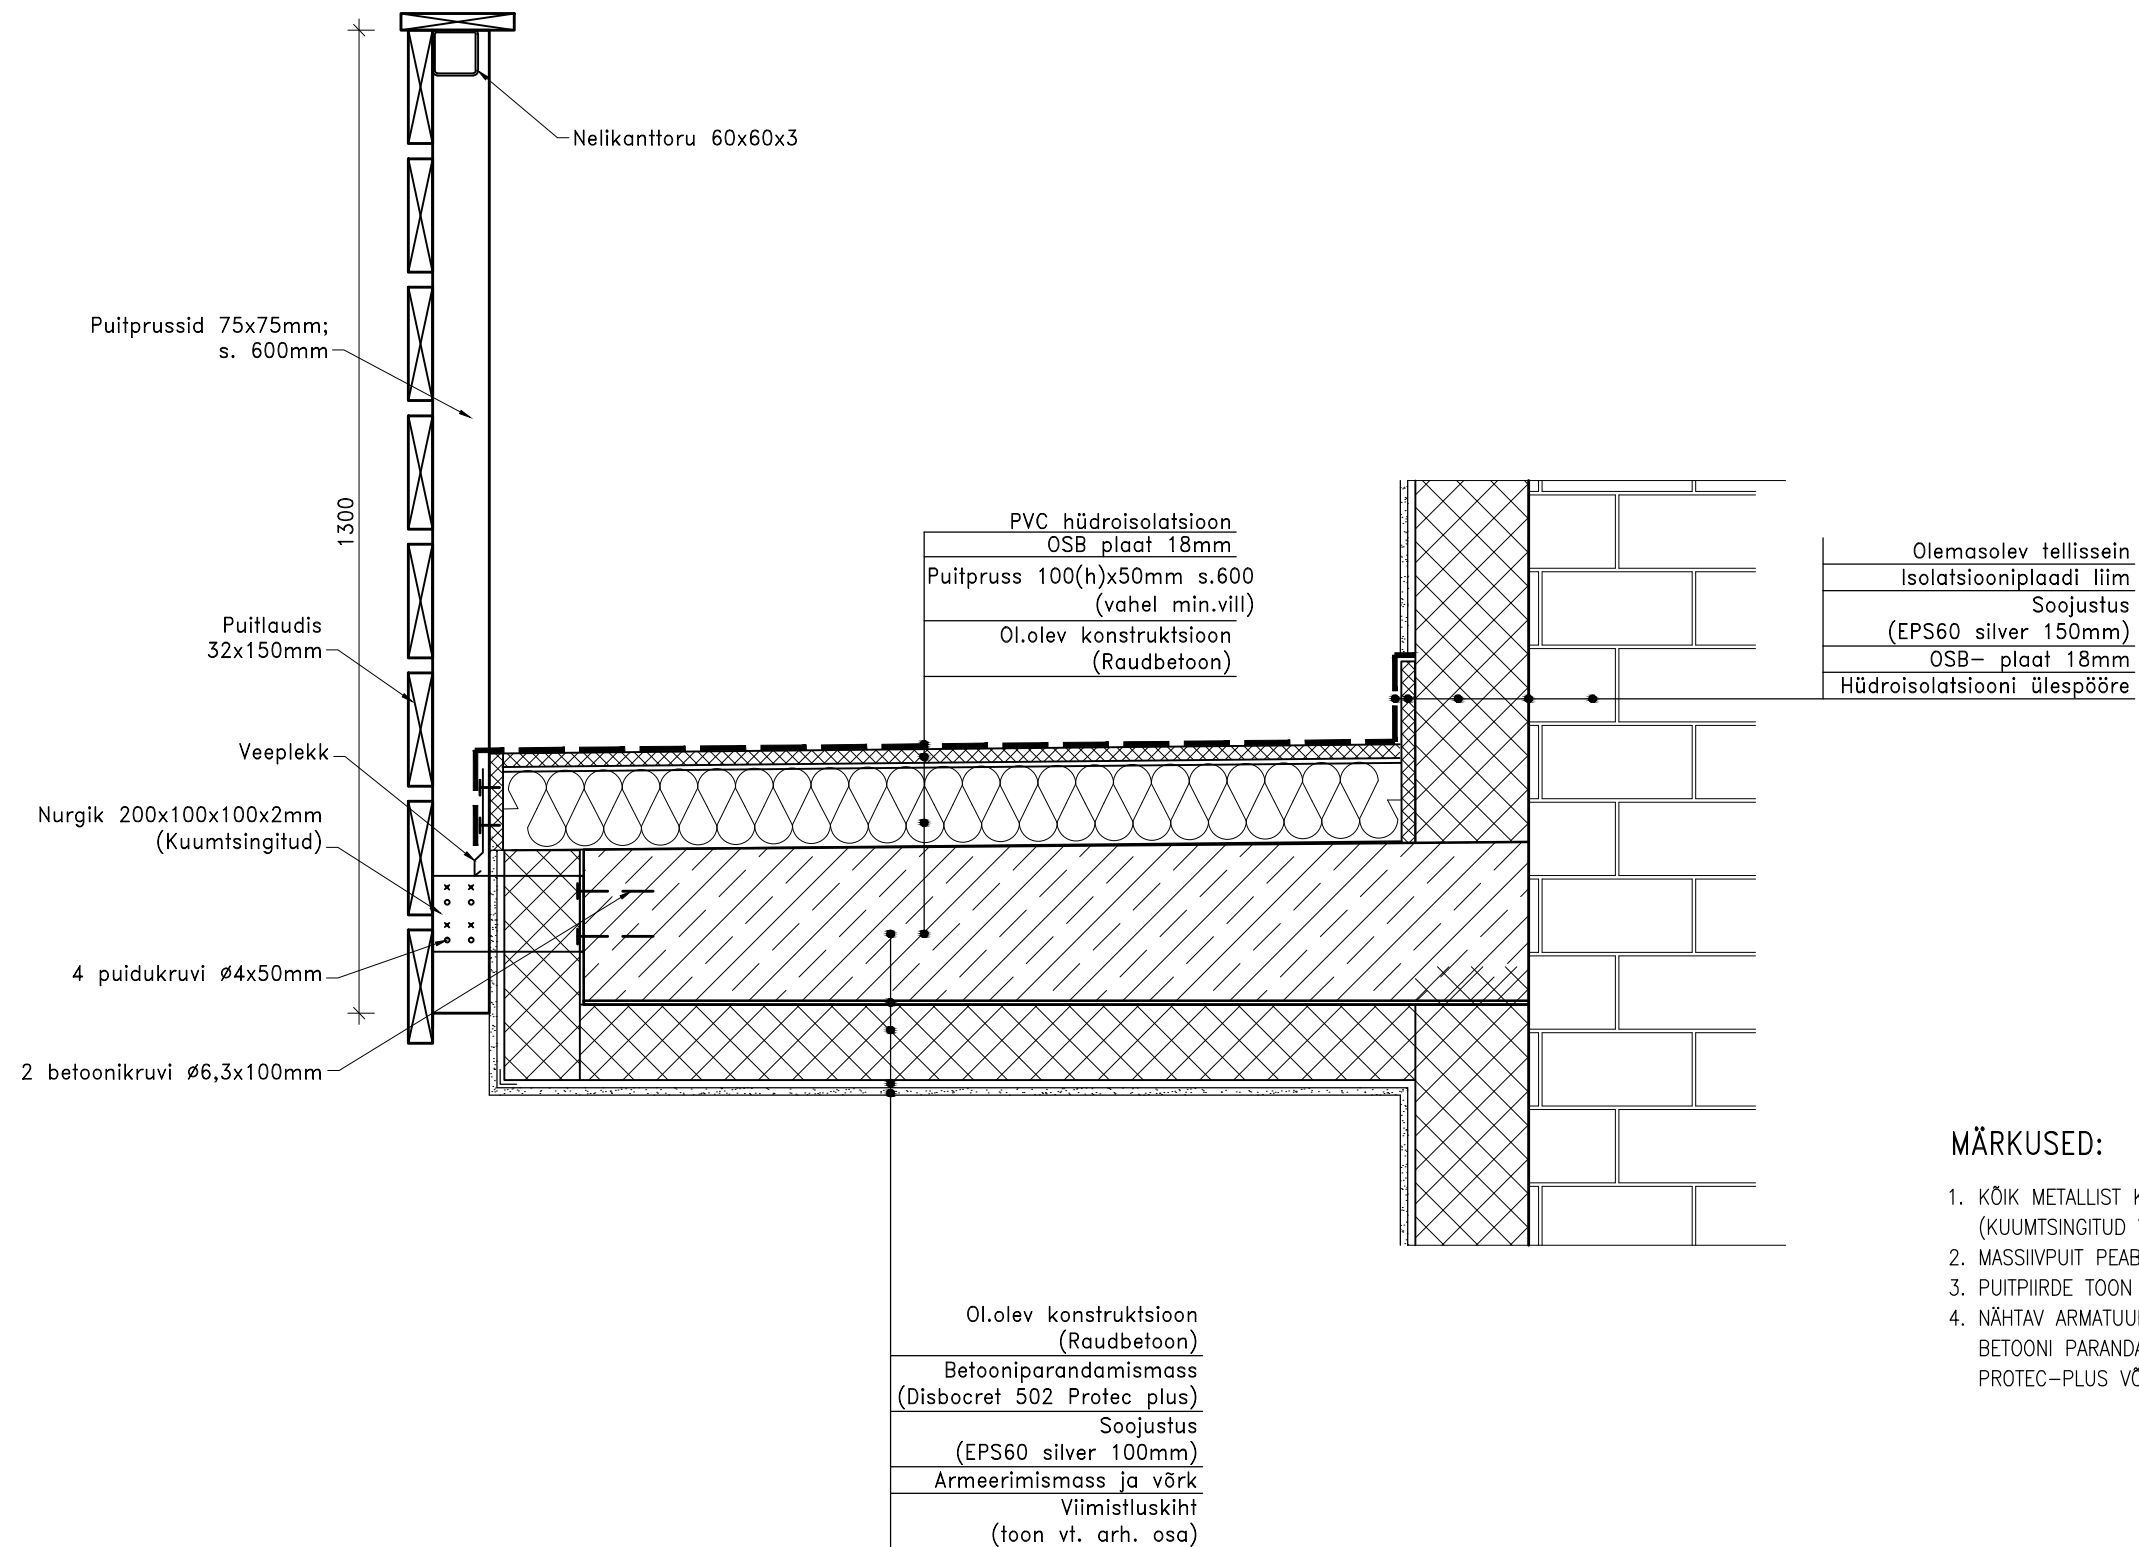 Nelikanttoru 60x60x3
Puitprussid 75x75mm;
s. 600mm
1300
PVC hüdroisolatsioon
OSB plaat 18mm
Puitpruss 100(h)x50mm s.600
(vahel min.vill)
Ol.olev konstruktsioon
(Raudbetoon)
Olemasolev tellissein
Isolatsiooniplaadi liim
Soojustus
(EPS60 silver 150mm)
OSB- plaat 18mm
Hüdroisolatsiooni ülespööre
Puitlaudis
32x150mm
Veeplekk
Nurgik 200x100x100x2mm
(Kuumtsingitud)
4 puidukruvi Ø4x50mm
2 betoonikruvi Ø6,3x100mm
Ol.olev konstruktsioon
(Raudbetoon)
Betooniparandamismass
(Disbocret 502 Protec plus)
Soojustus
(EPS60 silver 100mm)
Armeerimismass ja võrk
Viimistluskiht
(toon vt. arh. osa)
MÄRKUSED:
1. KÕIK METALLIST
(KUUMTSINGITUD
2. MASSIIVPUIT PEAB
3. PUITPIIRDE TOON
4. NÄHTAV
BETOONI
PROTEC-PLUS